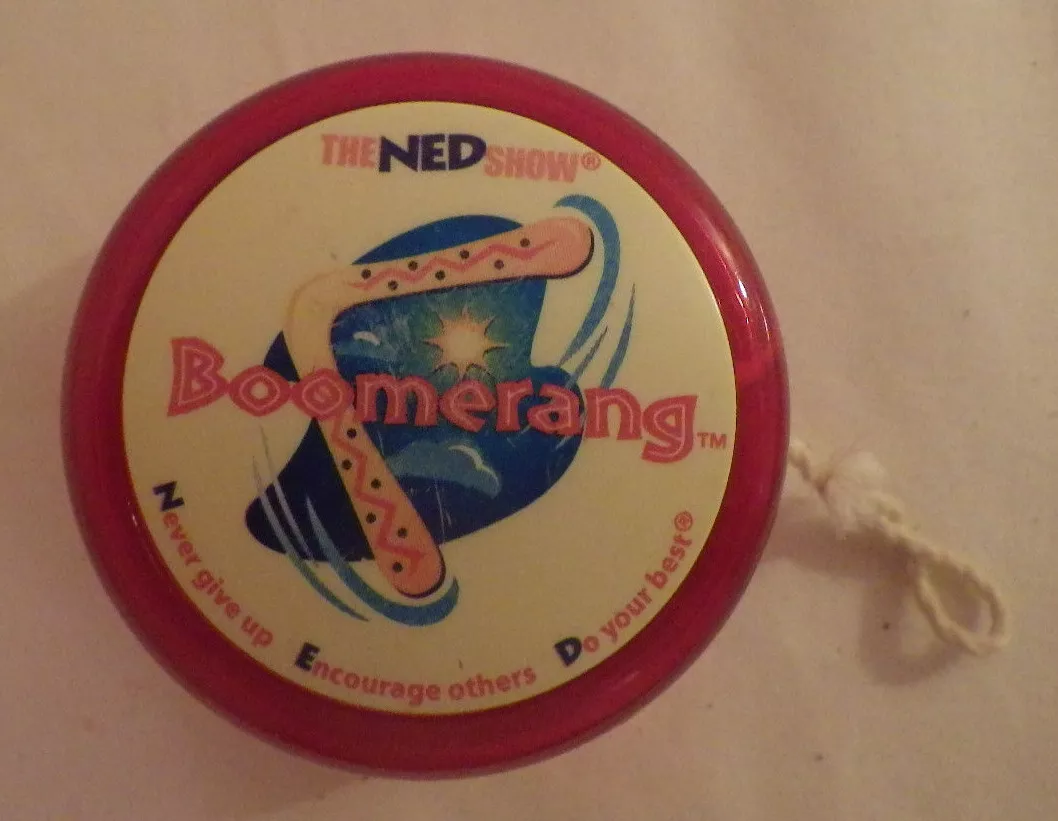 THE NED SHOW®
Boomerang™
Never give up Encourage others Do your best®